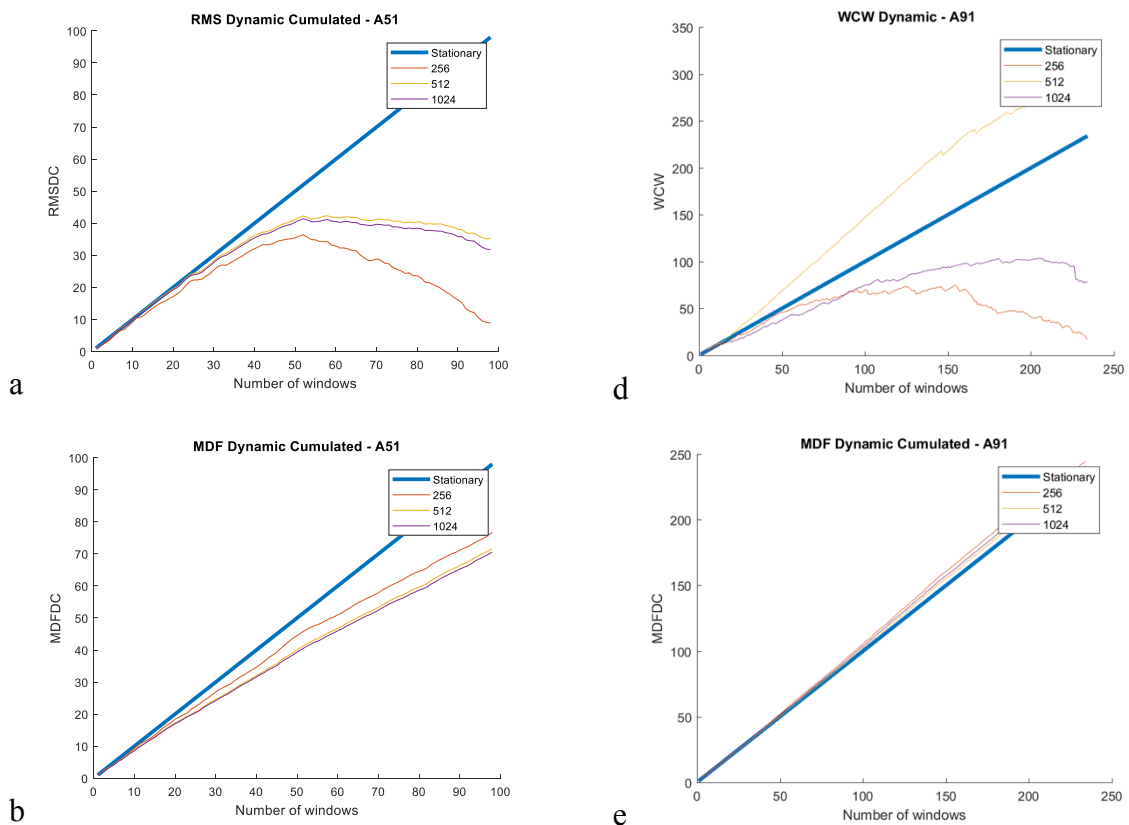 RMS Dynamic Cumulated - A51
100
90
80
70
60
50
40
30
20
10
0
RMSDC
Stationary
256
512
1024
0 10 20 30 40 50 60 70 80 90 100
Number of windows
a
WCW Dynamic - A91
350
300
250
200
150
100
50
0
WCW
Stationary
256
512
1024
0 50 100 150 200 250
Number of windows
d
MDF Dynamic Cumulated - A51
100
90
80
70
60
50
40
30
20
10
0
MDFDC
Stationary
256
512
1024
0 10 20 30 40 50 60 70 80 90 100
Number of windows
b
MDF Dynamic Cumulated - A91
250
200
150
100
50
0
MDFDC
Stationary
256
512
1024
0 50 100 150 200 250
Number of windows
e